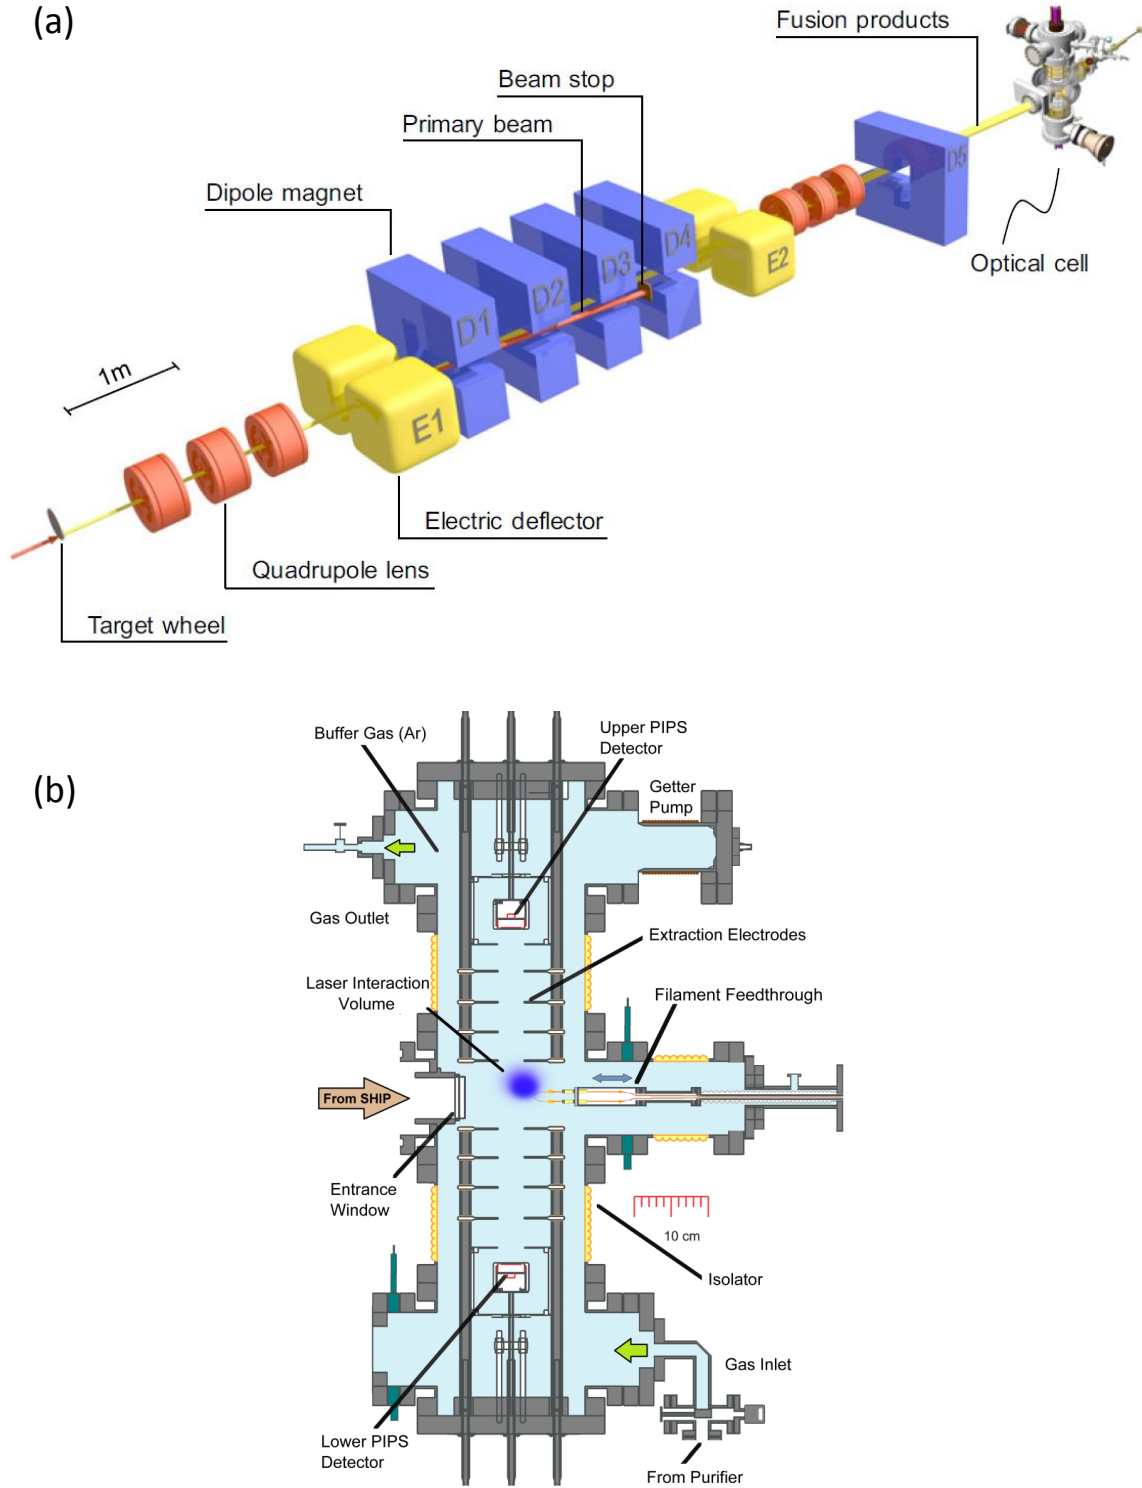 (a)
Fusion products
Beam stop
Primary beam
Dipole magnet
D5
D4
D3
D2
D1
E2
E1
Optical cell
1m
Electric deflector
Quadrupole lens
Target wheel
(b)
Buffer Gas (Ar)
Upper PIPS
Detector
Getter
Pump
Gas Outlet
Extraction Electrodes
Laser Interaction
Volume
Filament Feedthrough
From SHIP
Entrance
Window
10 cm
Isolator
Gas Inlet
Lower PIPS
Detector
From Purifier